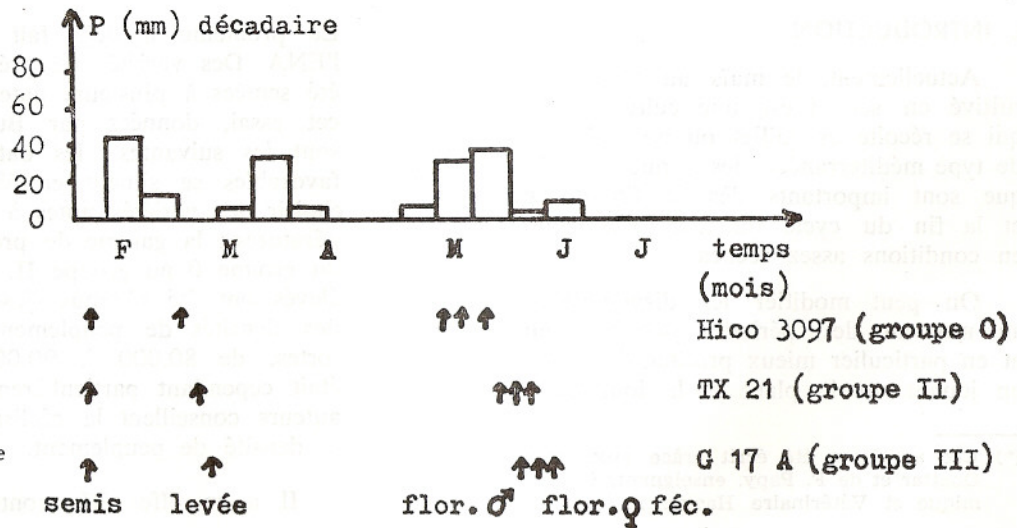 P (mm) décadaire
80
60
40
20
0
F M A M J J temps
(mois)
Hico 3097 (groupe 0)
TX 21 (groupe II)
G 17 A (groupe III)
semis levée flor.♂ flor.♀ féc.